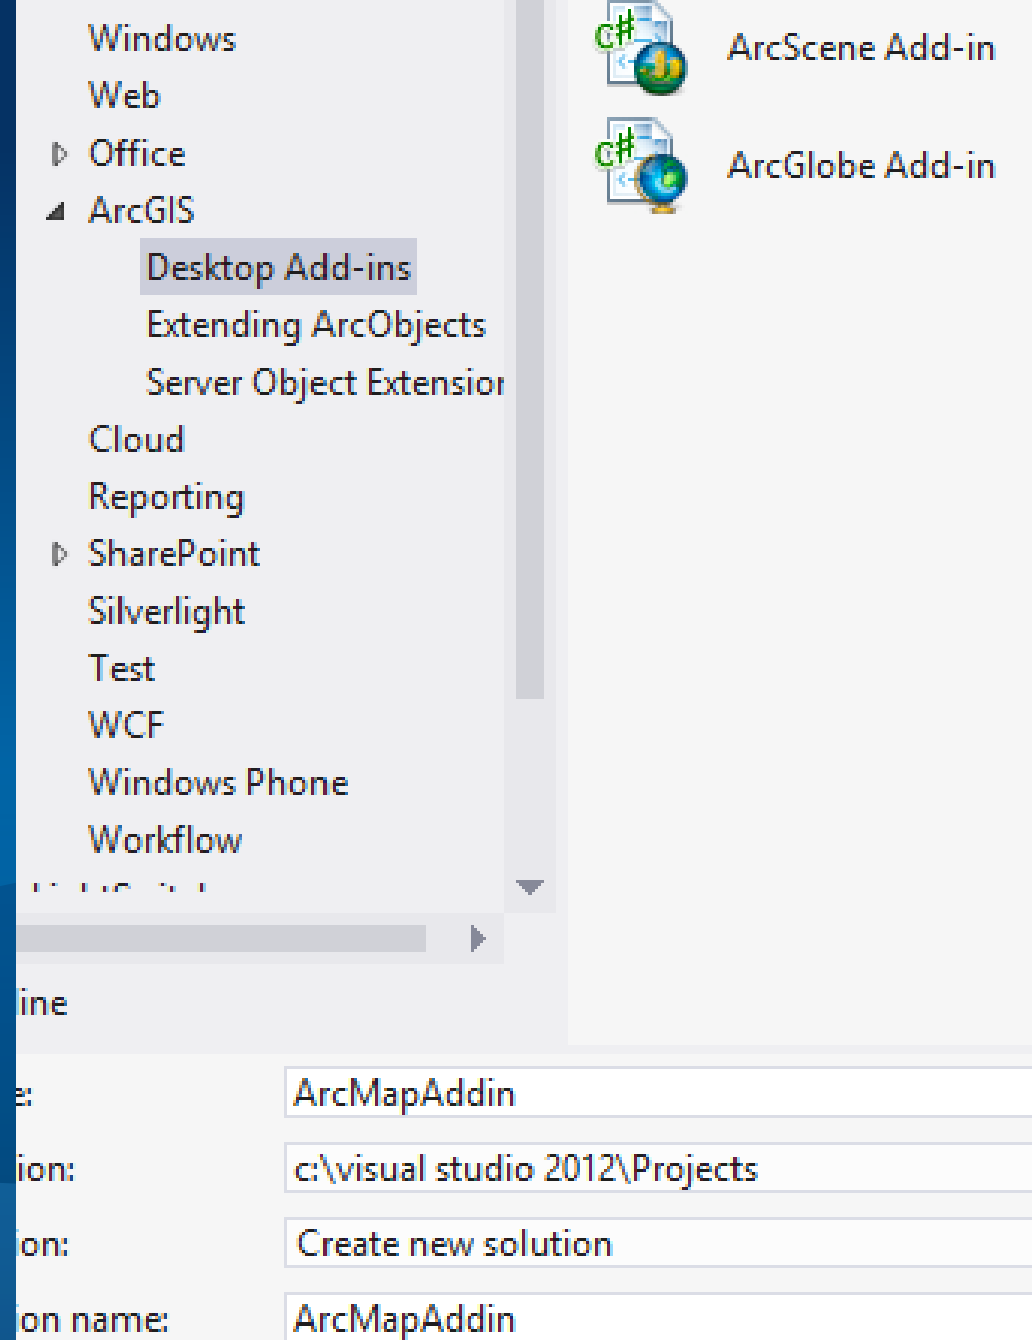 Windows
Web
Office
ArcGIS
Desktop Add-ins
Extending ArcObjects
Server Object Extension
Cloud
Reporting
SharePoint
Silverlight
Test
WCF
Windows Phone
Workflow
C# ArcScene Add-in
C# ArcGlobe Add-in
line
e: ArcMapAddin
ion: c:\visual studio 2012\Projects
ion: Create new solution
ion name: ArcMapAddin